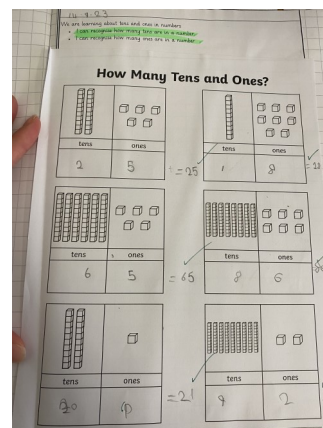 We are learning about tens and ones in numbers
• I can recognise how many tens are in a number
• I can recognise how many ones are in a number
How Many Tens and Ones?
tens ones tens ones
2 5 = 25 1 8
tens ones tens ones
6 5 = 65 8 6
tens ones tens ones
= 21 9 2